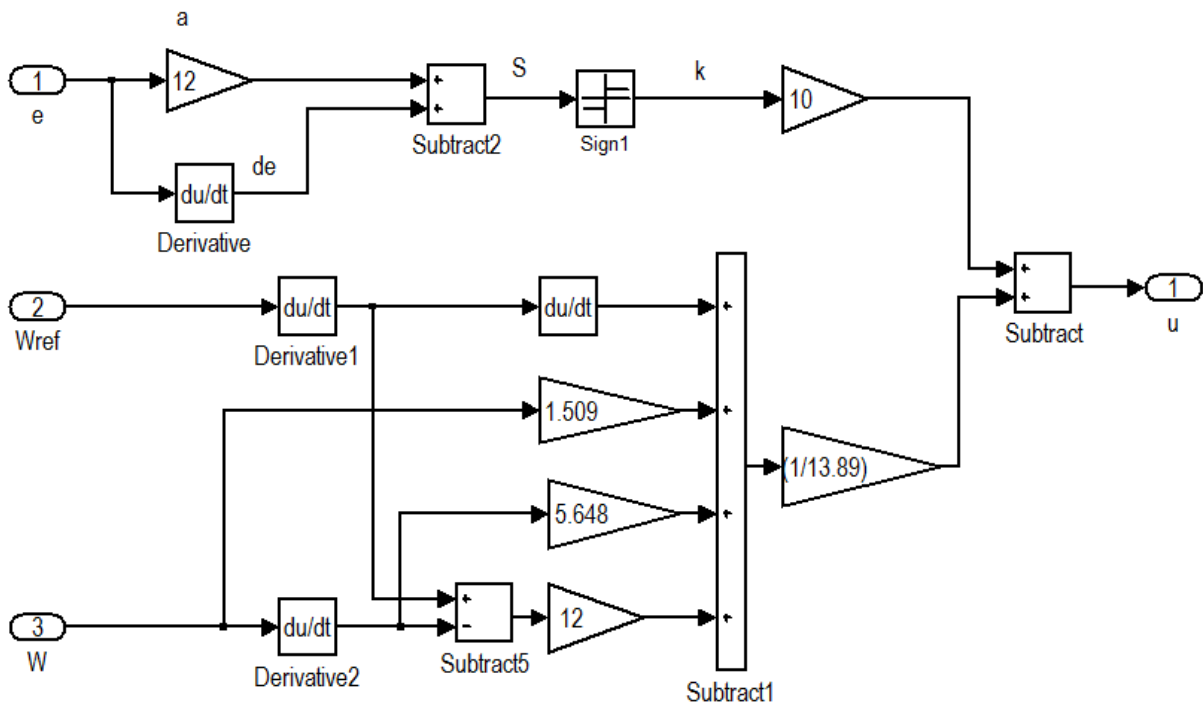 a
1
e
12
+
+
Subtract2
S
Sign1
k
10
de
du/dt
Derivative
2
Wref
du/dt
Derivative1
du/dt
+
+
+
Subtract
1
u
1.509
+
(1/13.89)
5.648
+
3
W
du/dt
Derivative2
+
−
Subtract5
12
+
Subtract1